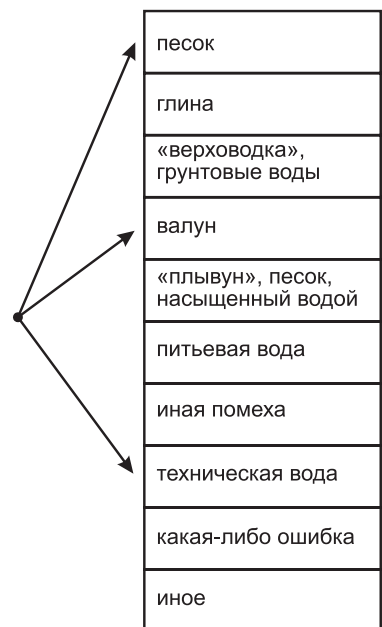 песок
глина
«верховодка»,
грунтовые воды
валун
«плывун», песок,
насыщенный водой
питьевая вода
иная помеха
техническая вода
какая-либо ошибка
иное